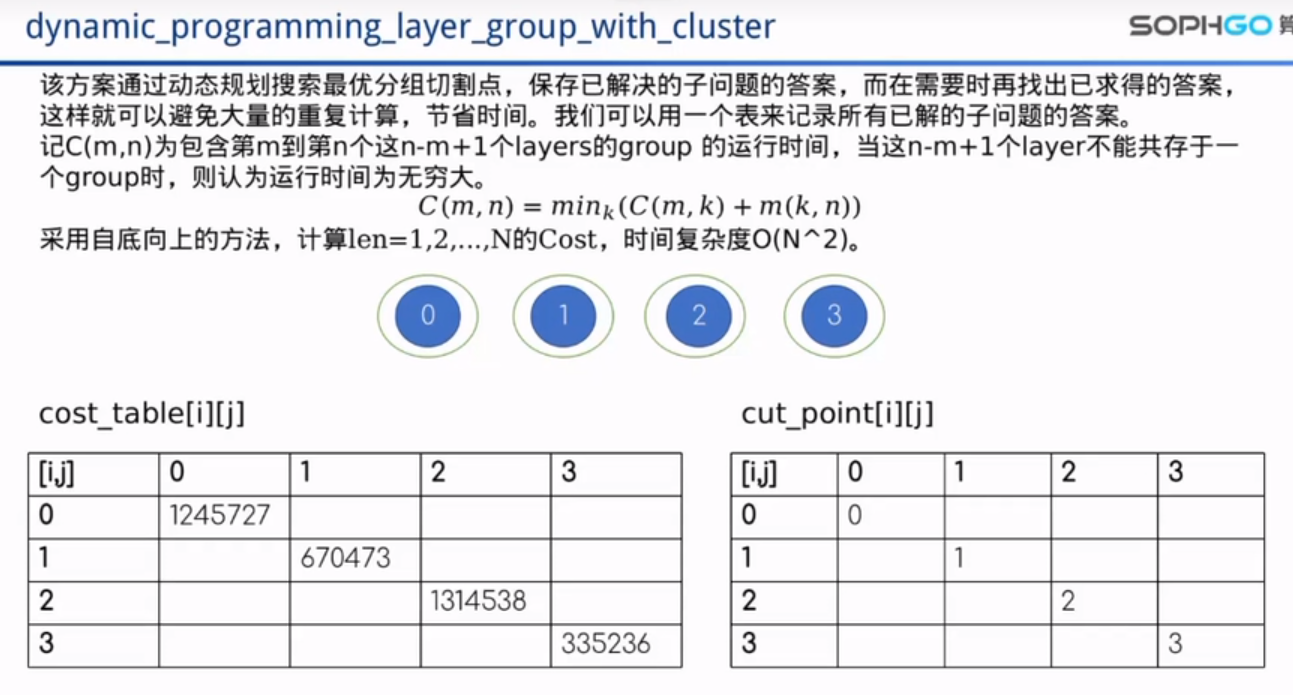 dynamic_programming_layer_group_with_cluster
SOPHGO 算
该方案通过动态规划搜索最优分组切割点，保存已解决的子问题的答案，而在需要时再找出已求得的答案，
这样就可以避免大量的重复计算，节省时间。我们可以用一个表来记录所有已解的子问题的答案。
记C(m,n)为包含第m到第n个这n-m+1个layers的group 的运行时间，当这n-m+1个layer不能共存于一
个group时，则认为运行时间为无穷大。
C(m, n) = minₖ(C(m, k) + m(k, n))
采用自底向上的方法，计算len=1,2,...,N的Cost，时间复杂度O(N^2)。
0 1 2 3
cost_table[i][j]
[i,j] 0 1 2 3
0 1245727
1 670473
2 1314538
3 335236
cut_point[i][j]
[i,j] 0 1 2 3
0 0
1 1
2 2
3 3